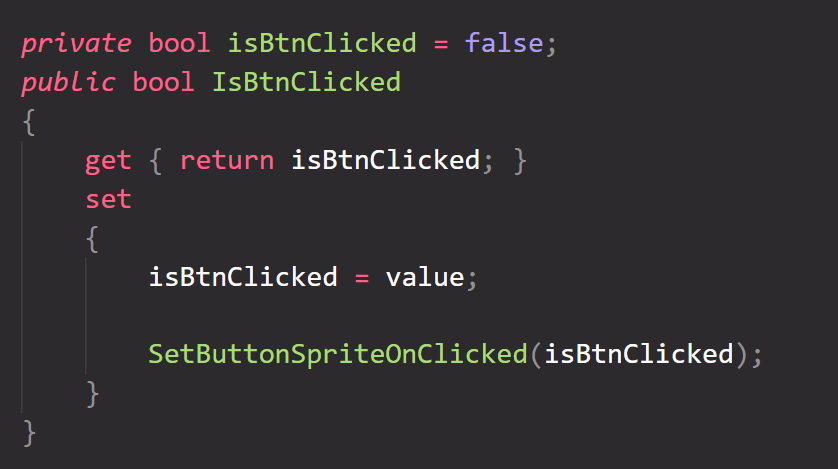 private bool isBtnClicked = false;
public bool IsBtnClicked
{
    get { return isBtnClicked; }
    set
    {
        isBtnClicked = value;

        SetButtonSpriteOnClicked(isBtnClicked);
    }
}